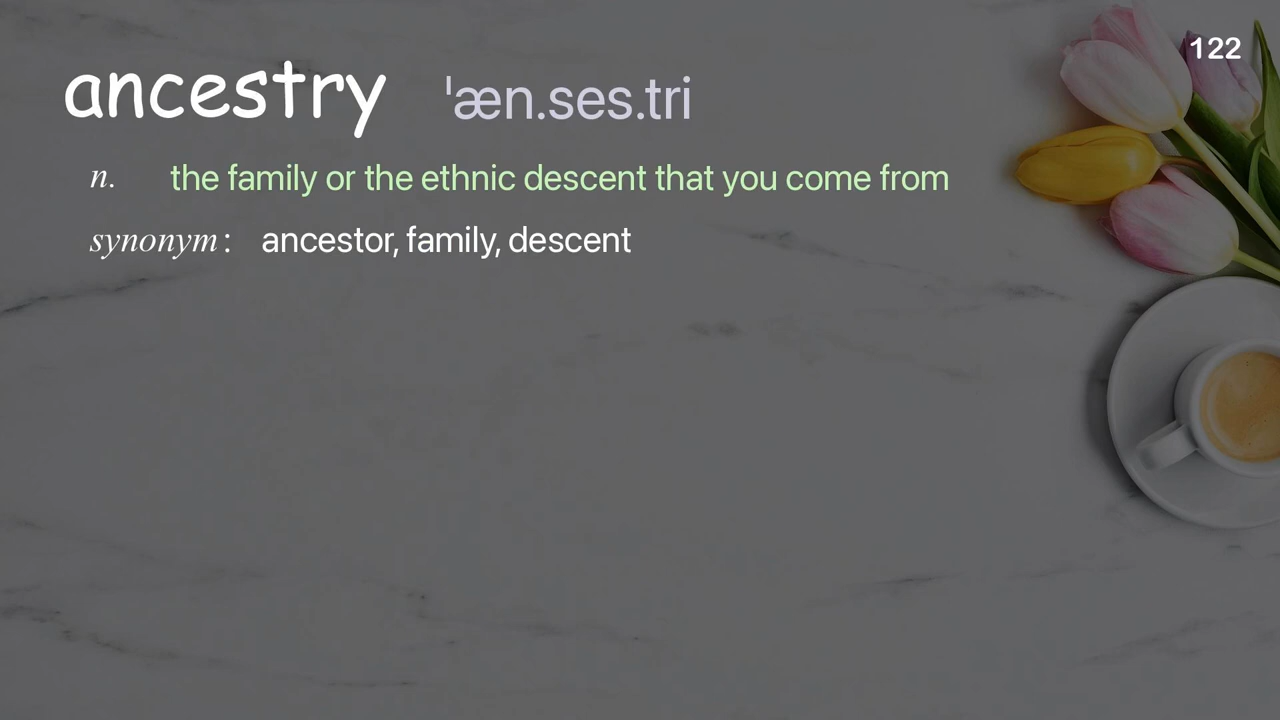 122
ancestry ˈæn.ses.tri
n. the family or the ethnic descent that you come from
synonym: ancestor, family, descent